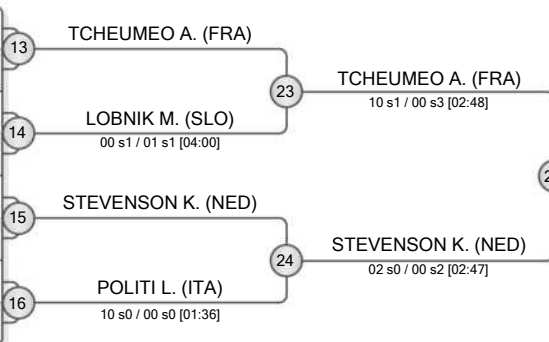 13
TCHEUMEO A. (FRA)
23
TCHEUMEO A. (FRA)
10 s1 / 00 s3 [02:48]
14
LOBNIK M. (SLO)
00 s1 / 01 s1 [04:00]
15
STEVENSON K. (NED)
24
STEVENSON K. (NED)
02 s0 / 00 s2 [02:47]
16
POLITI L. (ITA)
10 s0 / 00 s0 [01:36]